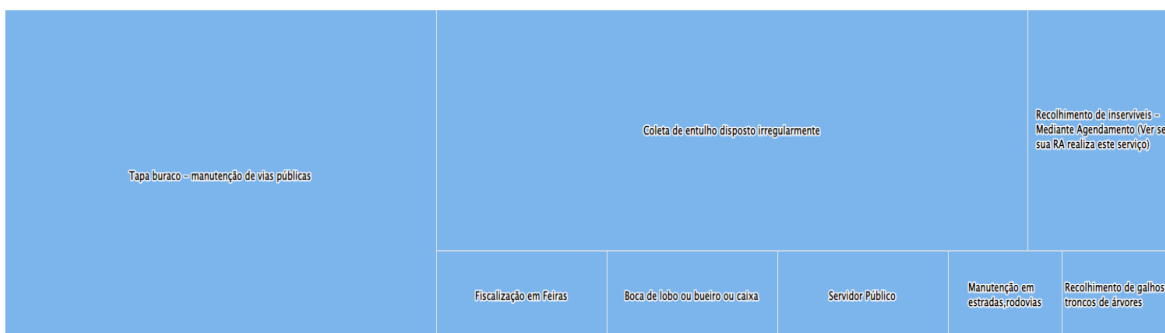 Tapa buraco - manutenção de vias públicas
Coleta de entulho disposto irregularmente
Recolhimento de inservíveis -
Mediante Agendamento (Ver se
sua RA realiza este serviço)
Fiscalização em Feiras
Boca de lobo ou bueiro ou caixa
Servidor Público
Manutenção em
estradas,rodovias
Recolhimento de galhos
troncos de árvores